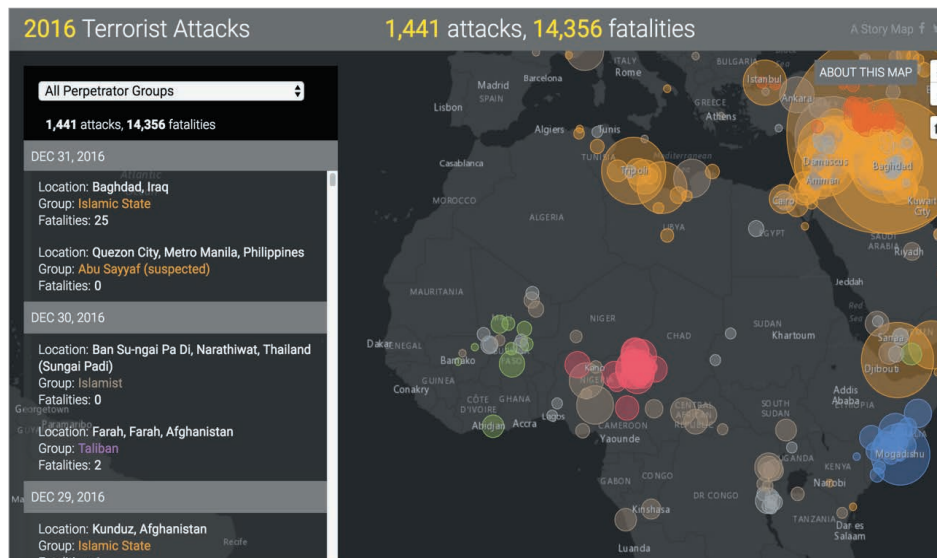 2016 Terrorist Attacks
1,441 attacks, 14,356 fatalities
A Story Map
ABOUT THIS MAP
All Perpetrator Groups
1,441 attacks, 14,356 fatalities
DEC 31, 2016
Location: Baghdad, Iraq
Group: Islamic State
Fatalities: 25
Location: Quezon City, Metro Manila, Philippines
Group: Abu Sayyaf (suspected)
Fatalities: 0
DEC 30, 2016
Location: Ban Su-ngai Pa Di, Narathiwat, Thailand
(Sungai Padi)
Group: Islamist
Fatalities: 0
Location: Farah, Farah, Afghanistan
Group: Taliban
Fatalities: 2
DEC 29, 2016
Location: Kunduz, Afghanistan
Group: Islamic State
Atlantic
Georgetown
Paramaribo
Recife
Madrid
SPAIN
Barcelona
Lisbon
ITALY
Rome
BULGARIA
Istanbul
Ankara
GREECE
Athens
Algiers
Tunis
TUNISIA
Casablanca
Mediterranean
Tripoli
Damascus
Amman
Baghdad
Cairo
Kuwait
City
MOROCCO
ALGERIA
LIBYA
EGYPT
SAUDI
ARABIA
Riyadh
Jeddah
Red
Sea
MAURITANIA
MALI
NIGER
CHAD
SUDAN
Khartoum
Sanaa
Djibouti
Dakar
SENEGAL
Bamako
FASO
Kano
NIGERIA
GUINEA
Conakry
CÔTE
D'IVOIRE
GHANA
Abidjan
Accra
Lagos
CAMEROON
Yaounde
CENTRAL
AFRICAN
REPUBLIC
SOUTH
SUDAN
Addis
Ababa
ETHIOPIA
Mogadishu
UGANDA
KENYA
Nairobi
GABON
CONGO
DR CONGO
Kinshasa
TANZANIA
Dar es
Salaam
Luanda